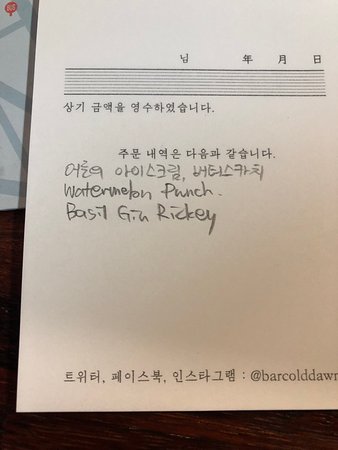 님 年 月 日
상기 금액을 영수하였습니다.
주문 내역은 다음과 같습니다.
어른의 아이스크림, 버터스카치
Watermelon Punch.
Basil Gin Rickey
트위터, 페이스북, 인스타그램 : @barcolddawn